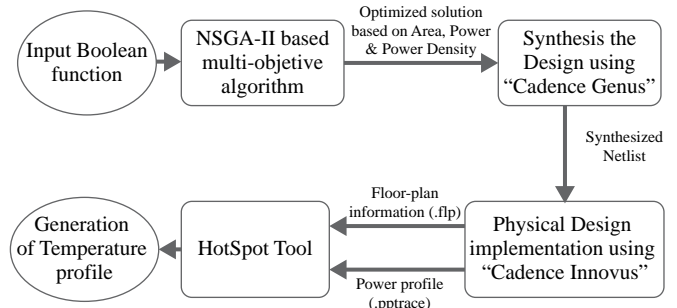 Input Boolean
function
NSGA-II based
multi-objetive
algorithm
Optimized solution
based on Area, Power
& Power Density
Synthesis the
Design using
“Cadence Genus”
Synthesized
Netlist
Physical Design
implementation using
“Cadence Innovus”
Floor-plan
information (.flp)
Power profile
(.pptrace)
HotSpot Tool
Generation
of Temperature
profile